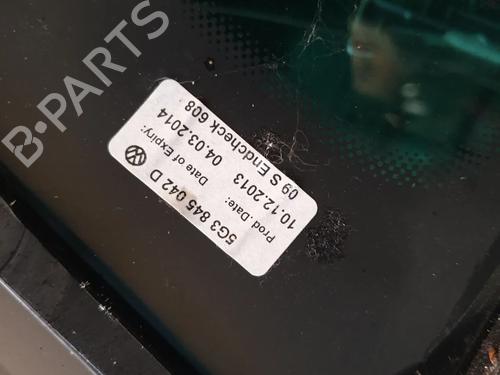 B-PARTS
5G3 845 042 D
Prod. Date: Date of Expiry:
10.12.2013 04.03.2014
09 S Endcheck 608